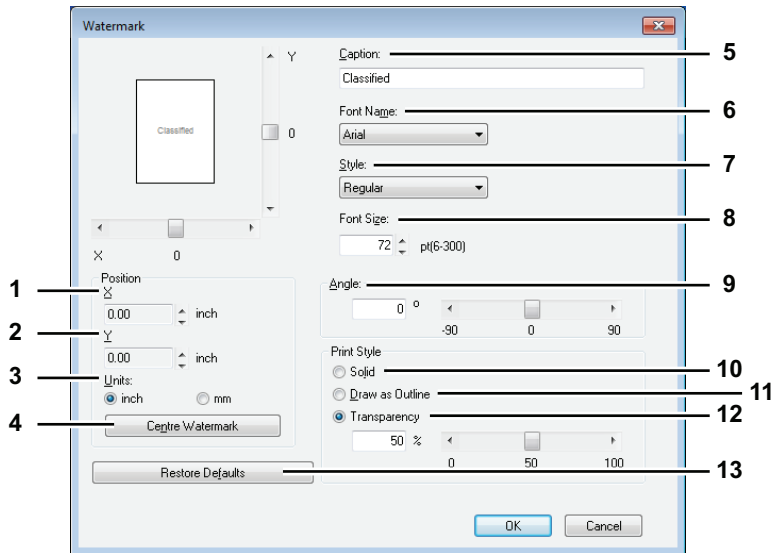 Watermark
Y
Classified
0
X 0
Position
X
0.00 inch
Y
0.00 inch
Units:
inch mm
Centre Watermark
Restore Defaults
Caption:
Classified
Font Name:
Arial
Style:
Regular
Font Size:
72 pt(6-300)
Angle:
0 °
-90 0 90
Print Style
Solid
Draw as Outline
Transparency
50 %
0 50 100
OK Cancel
1
2
3
4
5
6
7
8
9
10
11
12
13